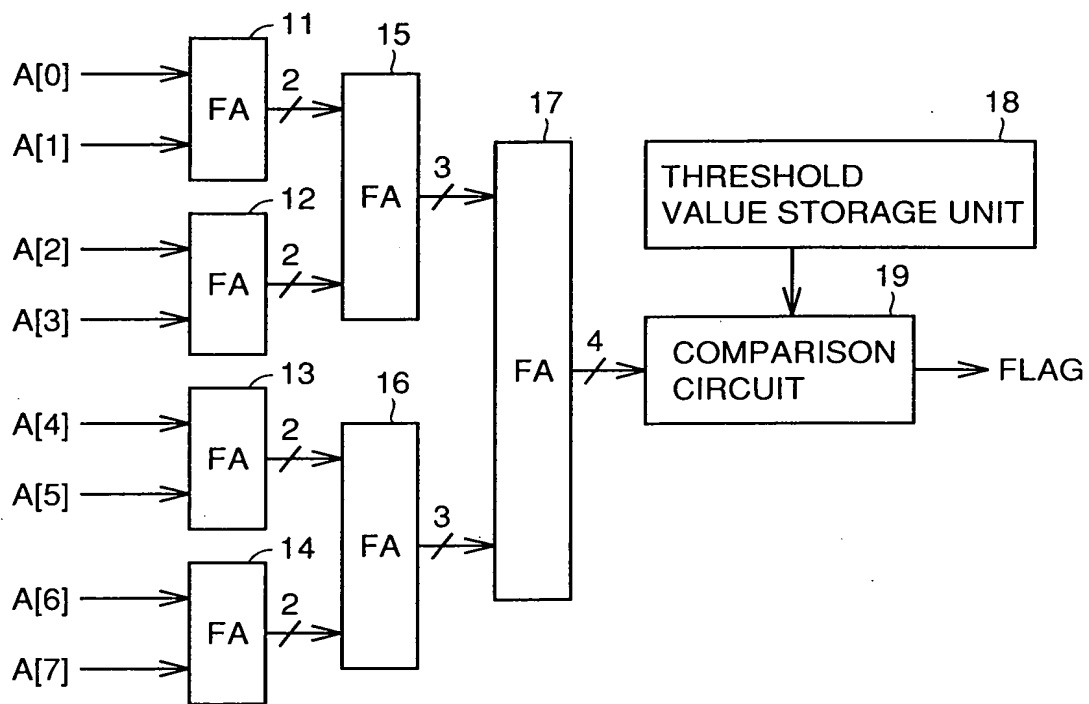 11
A[0]
A[1]
FA
2
12
A[2]
A[3]
FA
2
15
FA
3
13
A[4]
A[5]
FA
2
14
A[6]
A[7]
FA
2
16
FA
3
17
FA
4
18
THRESHOLD
VALUE STORAGE UNIT
19
COMPARISON
CIRCUIT
FLAG